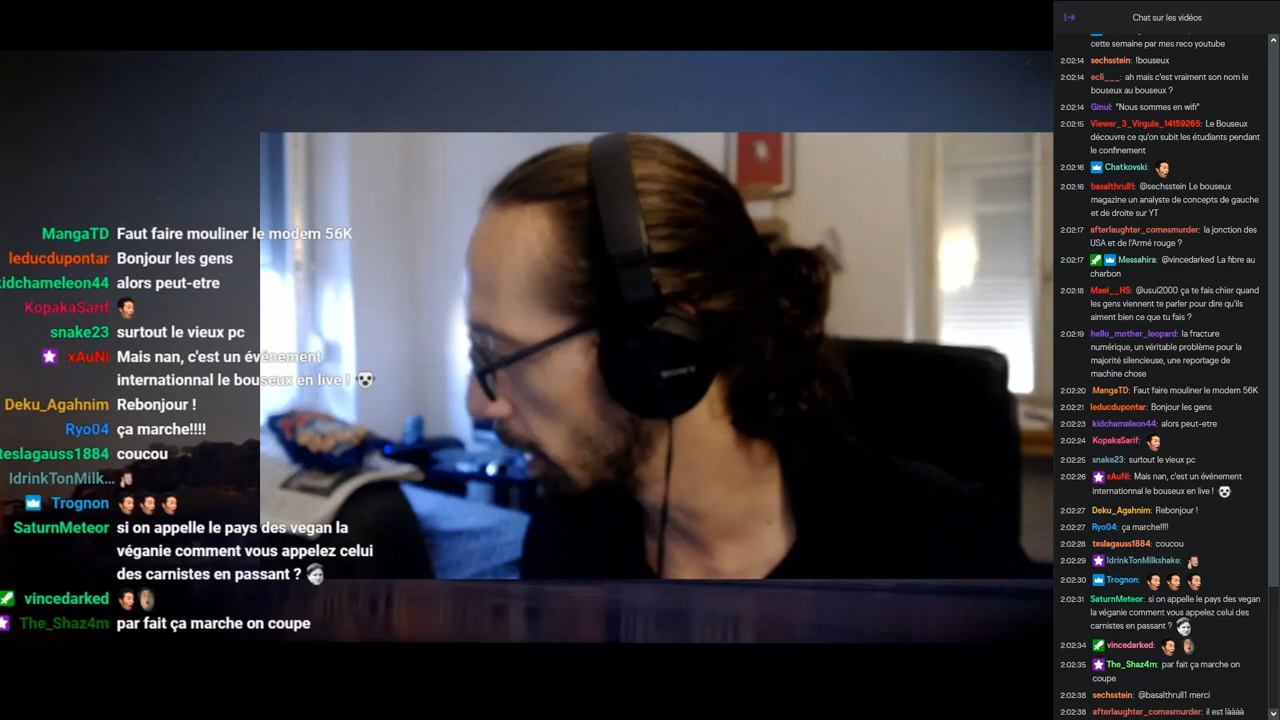 MangaTD Faut faire mouliner le modem 56K
leducdupontar Bonjour les gens
kidchameleon44 alors peut-etre
KopakaSarif
snake23 surtout le vieux pc
xAuNi Mais nan, c'est un événement
internationnal le bouseux en live !
Deku_Agahnim Rebonjour !
Ryo04 ça marche!!!!
teslagauss1884 coucou
IdrinkTonMilk...
Trognon
SaturnMeteor si on appelle le pays des vegan la
véganie comment vous appelez celui
des carnistes en passant ?
vincedarked
The_Shaz4m par fait ça marche on coupe
Chat sur les vidéos
cette semaine par mes reco youtube
2:02:14 sechsstein: !bouseux
2:02:14 ecli___: ah mais c'est vraiment son nom le
bouseux au bouseux ?
2:02:14 Ginul: "Nous sommes en wifi"
2:02:15 Viewer_3_Virgule_14159265: Le Bouseux
découvre ce qu'on subit les étudiants pendant
le confinement
2:02:16 Chatkovski:
2:02:16 basalthrull1: @sechsstein Le bouseux
magazine un analyste de concepts de gauche
et de droite sur YT
2:02:17 afterlaughter_comesmurder: la jonction des
USA et de l'Armé rouge ?
2:02:17 Messahira: @vincedarked La fibre au
charbon
2:02:18 Mael__HS: @usul2000 ça te fais chier quand
les gens viennent te parler pour dire qu'ils
aiment bien ce que tu fais ?
2:02:19 hello_mother_leopard: la fracture
numérique, un véritable problème pour la
majorité silencieuse, une reportage de
machine chose
2:02:20 MangaTD: Faut faire mouliner le modem 56K
2:02:21 leducdupontar: Bonjour les gens
2:02:23 kidchameleon44: alors peut-etre
2:02:24 KopakaSarif:
2:02:25 snake23: surtout le vieux pc
2:02:26 xAuNi: Mais nan, c'est un événement
internationnal le bouseux en live !
2:02:27 Deku_Agahnim: Rebonjour !
2:02:27 Ryo04: ça marche!!!!
2:02:28 teslagauss1884: coucou
2:02:29 IdrinkTonMilkshake:
2:02:30 Trognon:
2:02:31 SaturnMeteor: si on appelle le pays des vegan
la véganie comment vous appelez celui des
carnistes en passant ?
2:02:34 vincedarked:
2:02:35 The_Shaz4m: par fait ça marche on
coupe
2:02:38 sechsstein: @basalthrull1 merci
2:02:38 afterlaughter_comesmurder: il est lààààà